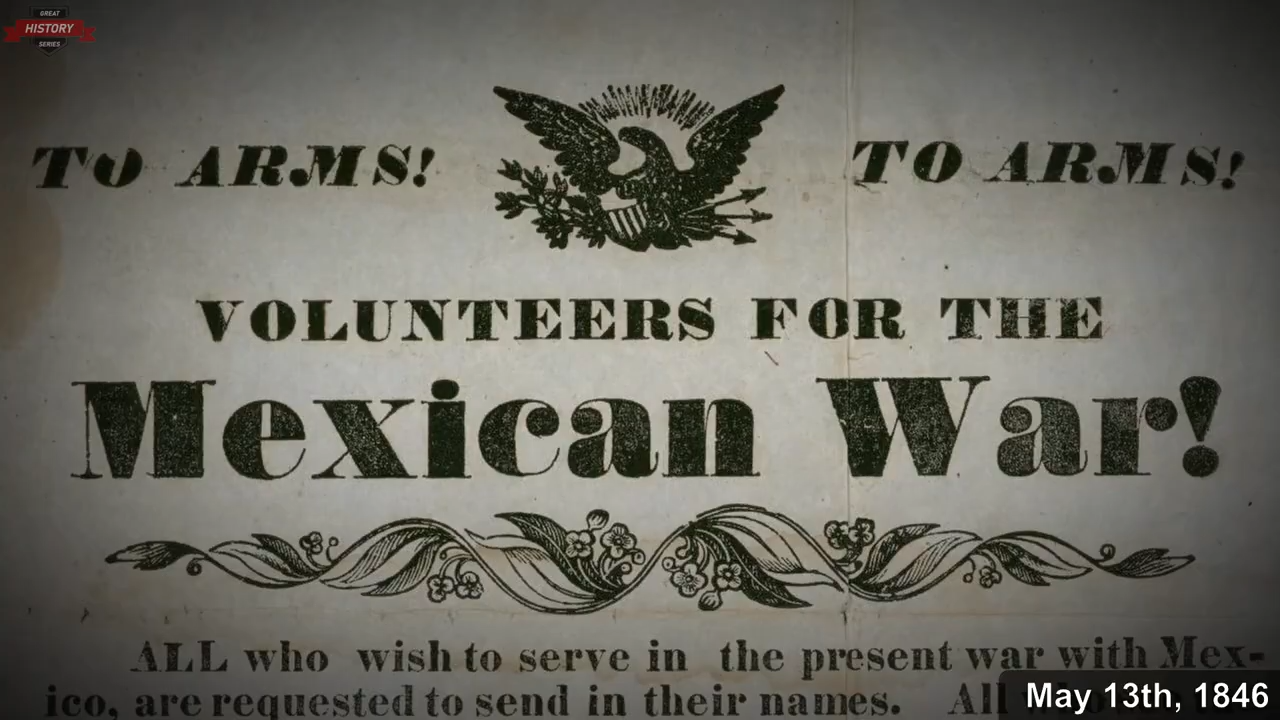 GREAT
HISTORY
SERIES
TO ARMS! TO ARMS!
VOLUNTEERS FOR THE
Mexican War!
ALL who wish to serve in the present war with Mex-
ico, are requested to send in their names. All
May 13th, 1846